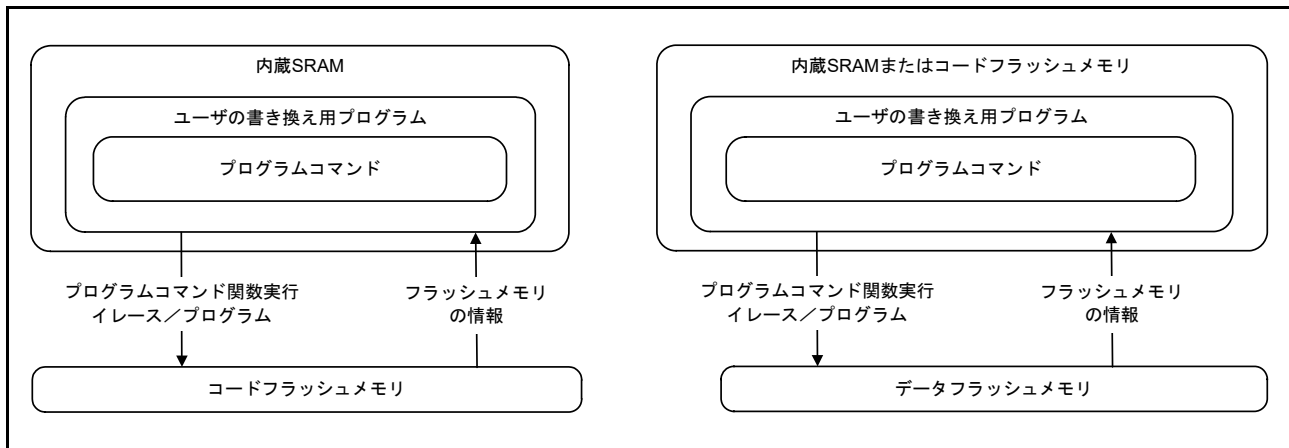 内蔵SRAM
ユーザの書き換え用プログラム
プログラムコマンド
プログラムコマンド関数実行
イレース／プログラム
フラッシュメモリ
の情報
コードフラッシュメモリ
内蔵SRAMまたはコードフラッシュメモリ
ユーザの書き換え用プログラム
プログラムコマンド
プログラムコマンド関数実行
イレース／プログラム
フラッシュメモリ
の情報
データフラッシュメモリ